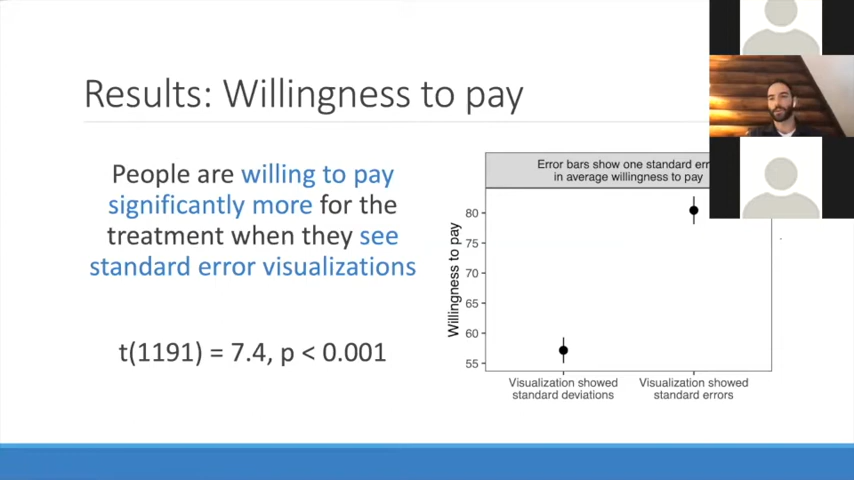 Results: Willingness to pay
People are willing to pay
significantly more for the
treatment when they see
standard error visualizations
t(1191) = 7.4, p < 0.001
Error bars show one standard
in average willingness to pay
Willingness to pay
80
75
70
65
60
55
Visualization showed
standard deviations
Visualization showed
standard errors